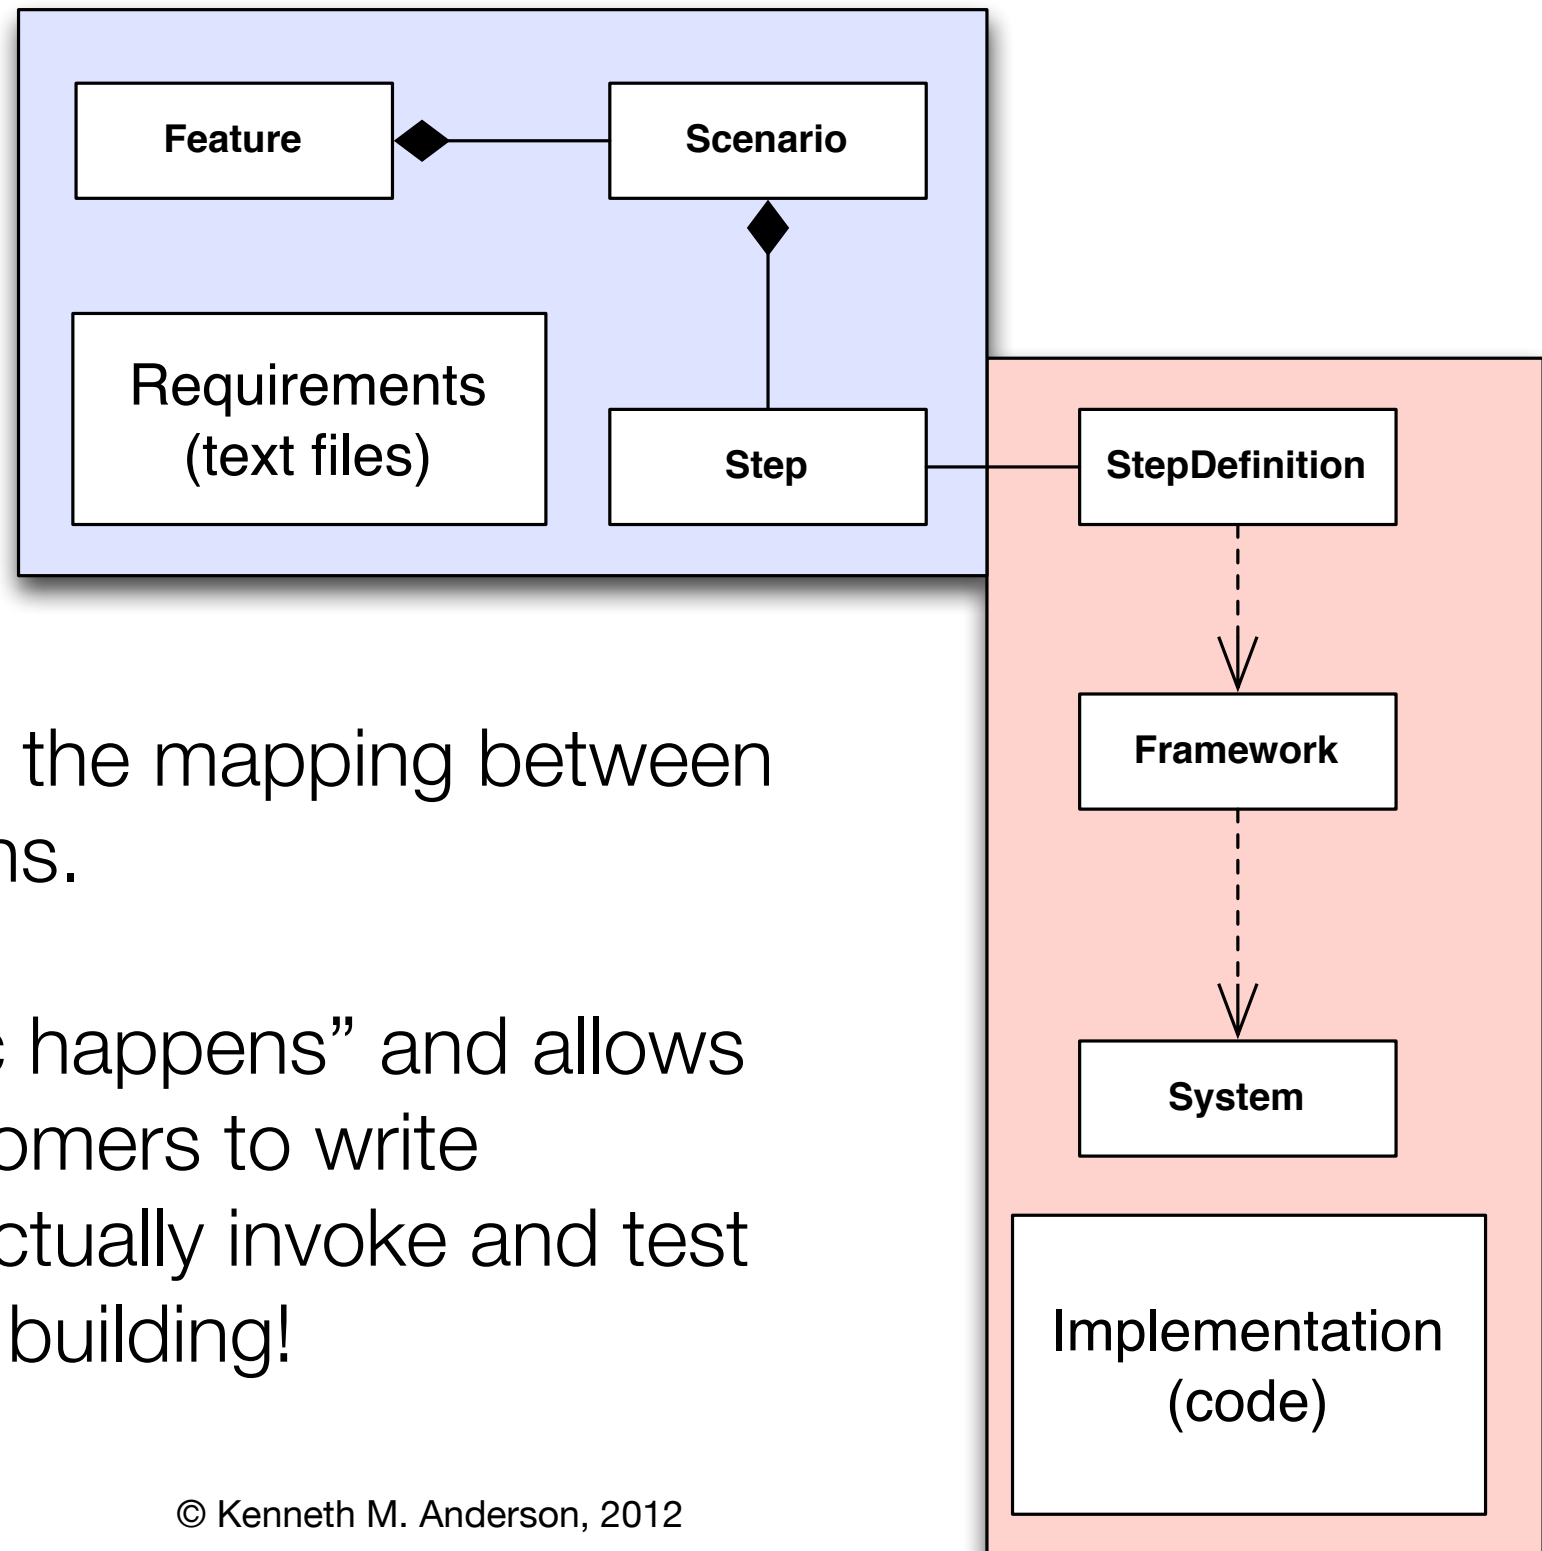 Feature
Scenario
Requirements
(text files)
Step
StepDefinition
Framework
System
Implementation
(code)
the mapping between
ns.
c happens” and allows
omers to write
ctually invoke and test
building!
© Kenneth M. Anderson, 2012